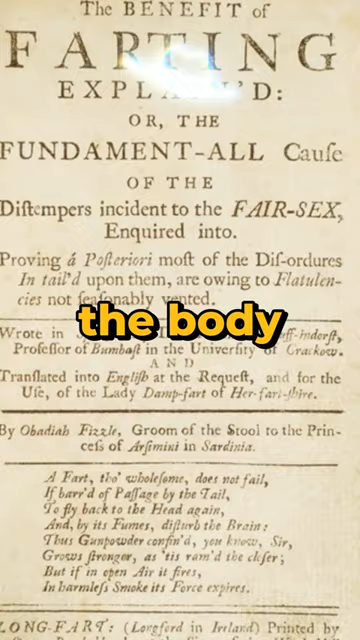 The BENEFIT of
FARTING
EXPLAIN'D:
OR, THE
FUNDAMENT-ALL Cauſe
OF THE
Diſtempers incident to the FAIR-SEX,
Enquired into.
Proving á Poſteriori moſt of the Diſ-ordures
In tail'd upon them, are owing to Flatulen-
cies not ſeaſonably vented.
the body
Wrote in
Profeſſor of Bumbaſt in the Univerſity of Crackow.
AND
Tranſlated into Engliſh at the Requeſt, and for the
Uſe, of the Lady Damp-fart of Her-fart-ſhire.
By Obadiah Fizzle, Groom of the Stool to the Prin-
ceſs of Arſimini in Sardinia.
A Fart, tho' wholeſome, does not fail,
If barr'd of Paſſage by the Tail,
To fly back to the Head again,
And, by its Fumes, diſturb the Brain:
Thus Gunpowder confin'd, you know, Sir,
Grows ſtronger, as 'tis ram'd the cloſer;
But if in open Air it fires,
In harmleſs Smoke its Force expires.
LONG-FART: (Longford in Ireland) Printed by